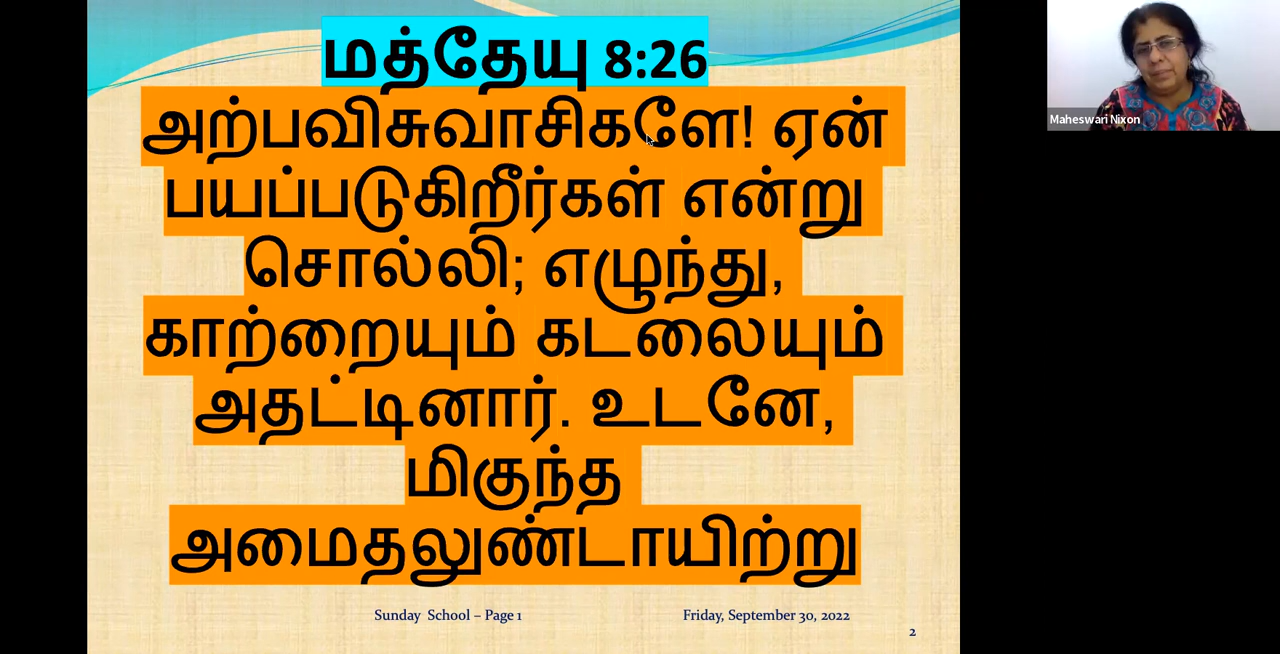 மத்தேயு 8:26
அற்பவிசுவாசிகளே! ஏன்
பயப்படுகிறீர்கள் என்று
சொல்லி; எழுந்து,
காற்றையும் கடலையும்
அதட்டினார். உடனே,
மிகுந்த
அமைதலுண்டாயிற்று
Sunday School – Page 1
Friday, September 30, 2022
2
Maheswari Nixon